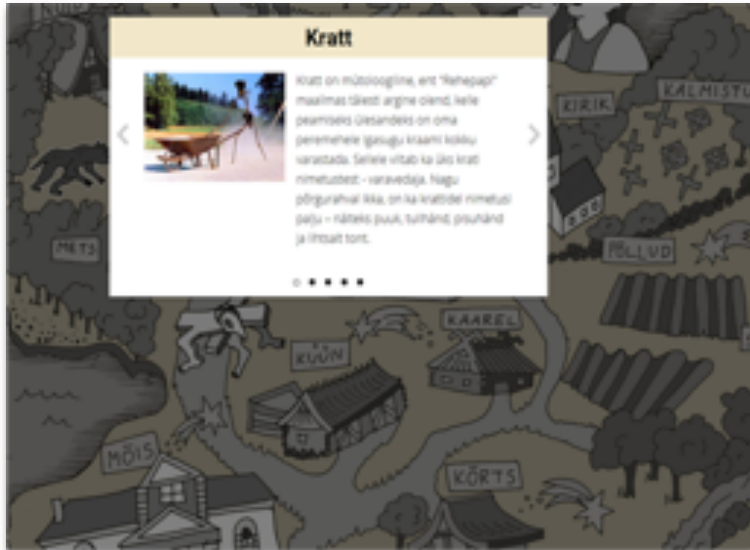 Kratt
Kratt on mütoloogiline, ent "Rehepapi"
maailmas täiesti argine olend, kelle
peamiseks ülesandeks on oma
peremehele igasugu kraami kokku
varastada. Sellele viitab ka üks krati
nimetustest - varavedaja. Nagu
põrgurahval ikka, on ka krattidel nimetusi
palju – näiteks puuk, tulihänd, pisuhänd
ja lihtsalt tont.
KIRIK
KALMISTU
METS
PÕLLUD
KAAREL
KÜÜN
MÕIS
KÕRTS